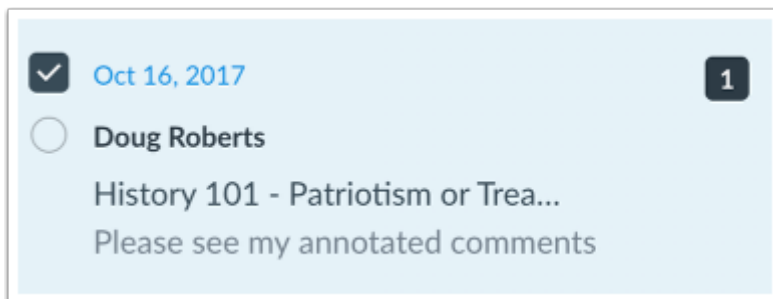 Oct 16, 2017
1
Doug Roberts
History 101 - Patriotism or Trea...
Please see my annotated comments